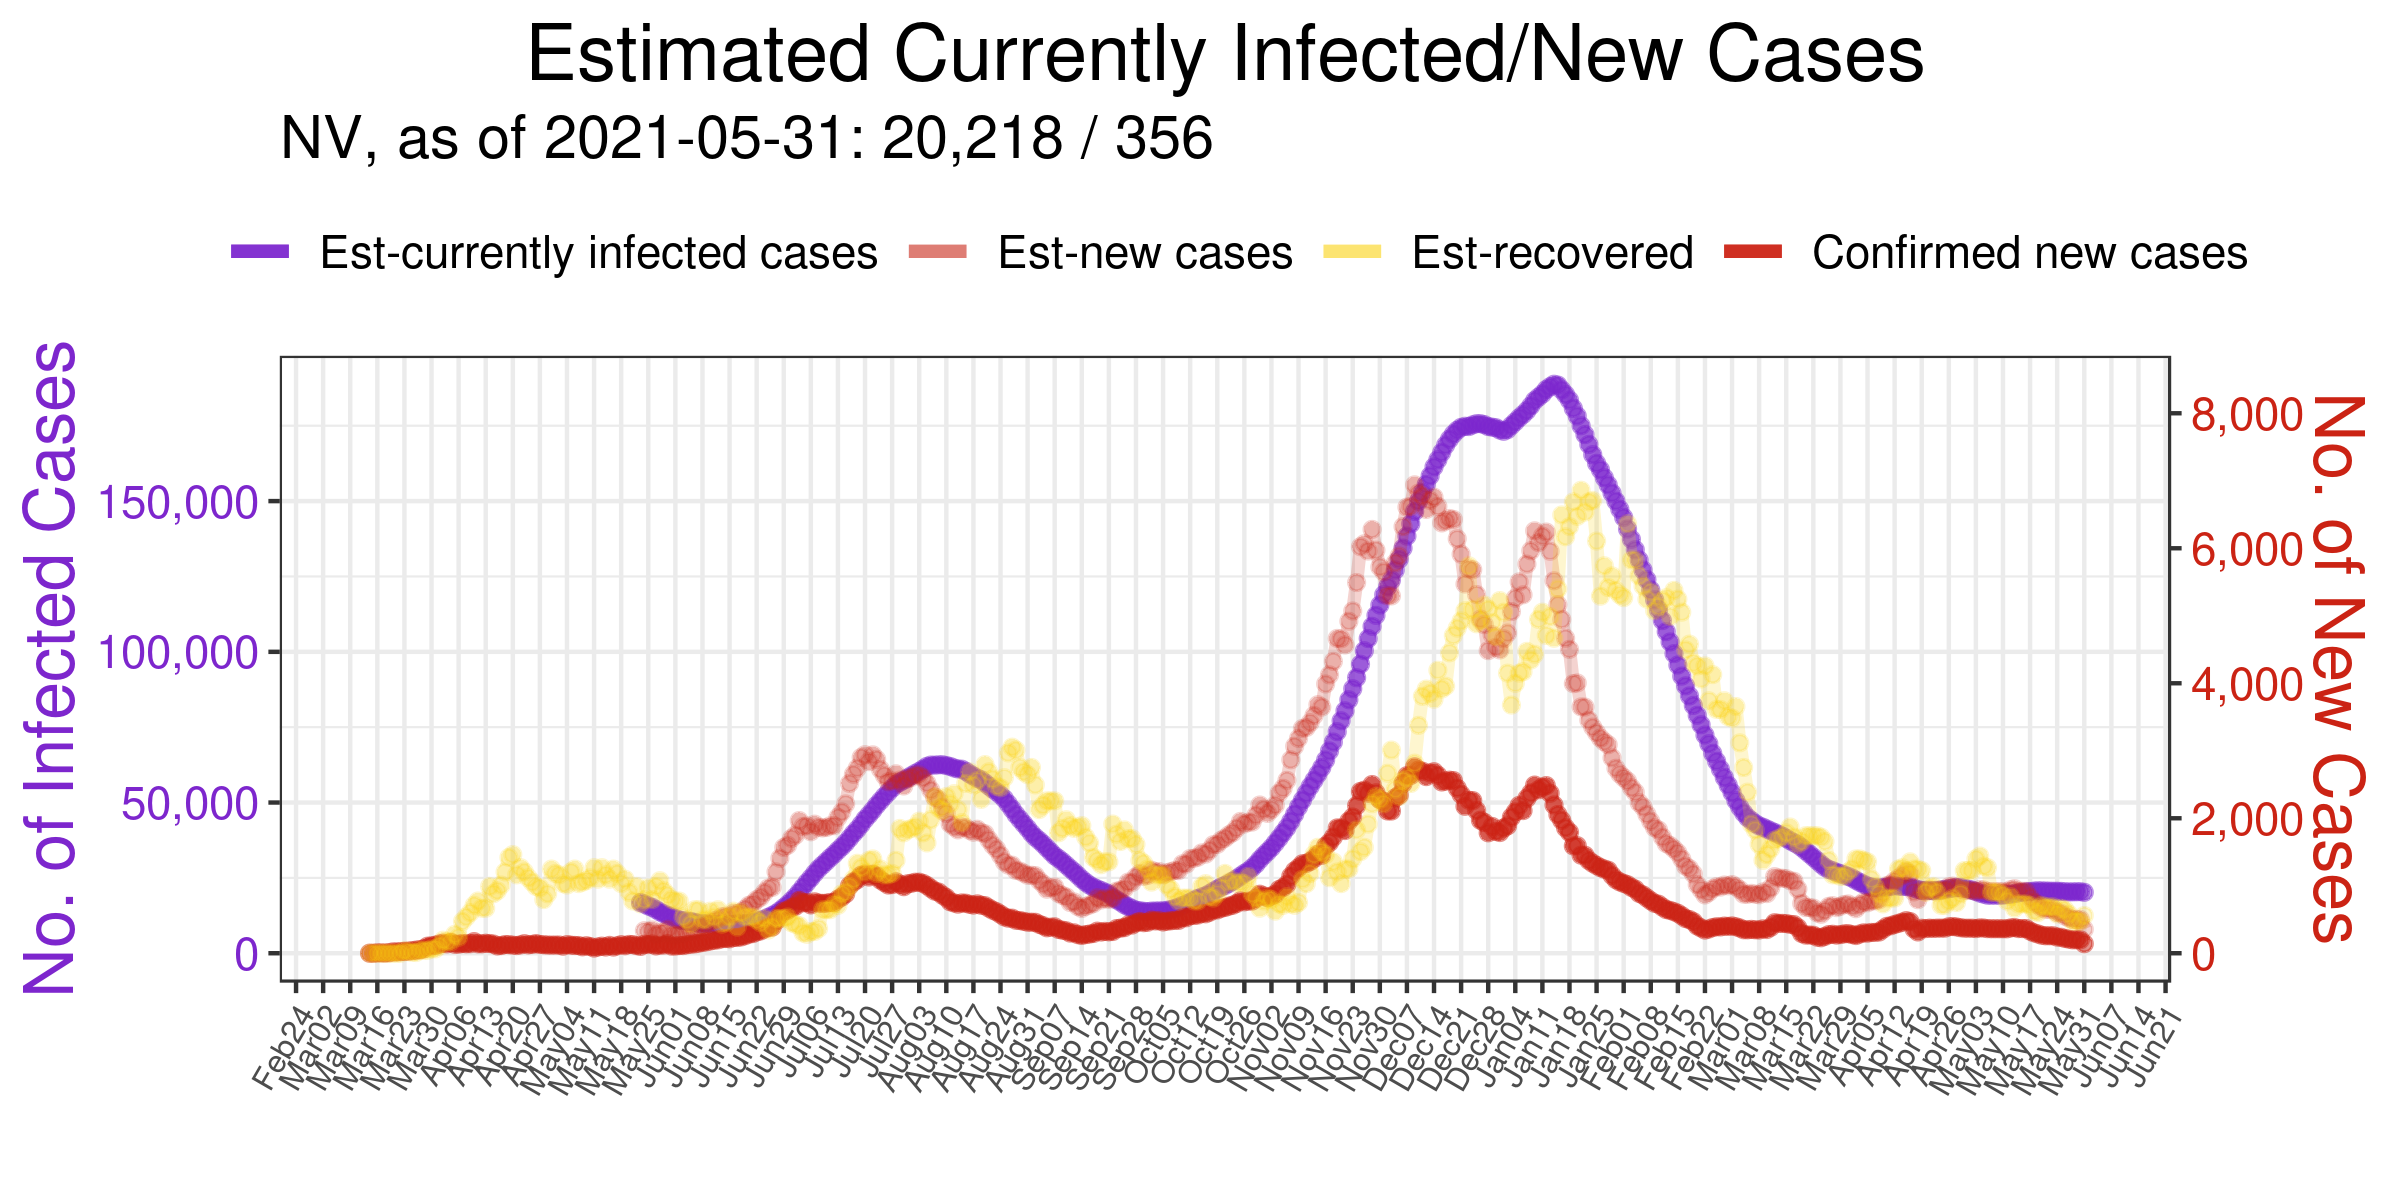 Estimated Currently Infected/New Cases
NV, as of 2021-05-31: 20,218 / 356
Est-currently infected cases Est-new cases Est-recovered Confirmed new cases
No. of Infected Cases
150,000
100,000
50,000
0
8,000
6,000
4,000
2,000
0
No. of New Cases
Feb24 Mar02 Mar09 Mar16 Mar23 Mar30 Apr06 Apr13 Apr20 Apr27 May04 May11 May18 May25 Jun01 Jun08 Jun15 Jun22 Jun29 Jul06 Jul13 Jul20 Jul27 Aug03 Aug10 Aug17 Aug24 Aug31 Sep07 Sep14 Sep21 Sep28 Oct05 Oct12 Oct19 Oct26 Nov02 Nov09 Nov16 Nov23 Nov30 Dec07 Dec14 Dec21 Dec28 Jan04 Jan11 Jan18 Jan25 Feb01 Feb08 Feb15 Feb22 Mar01 Mar08 Mar15 Mar22 Mar29 Apr05 Apr12 Apr19 Apr26 May03 May10 May17 May24 May31 Jun07 Jun14 Jun21